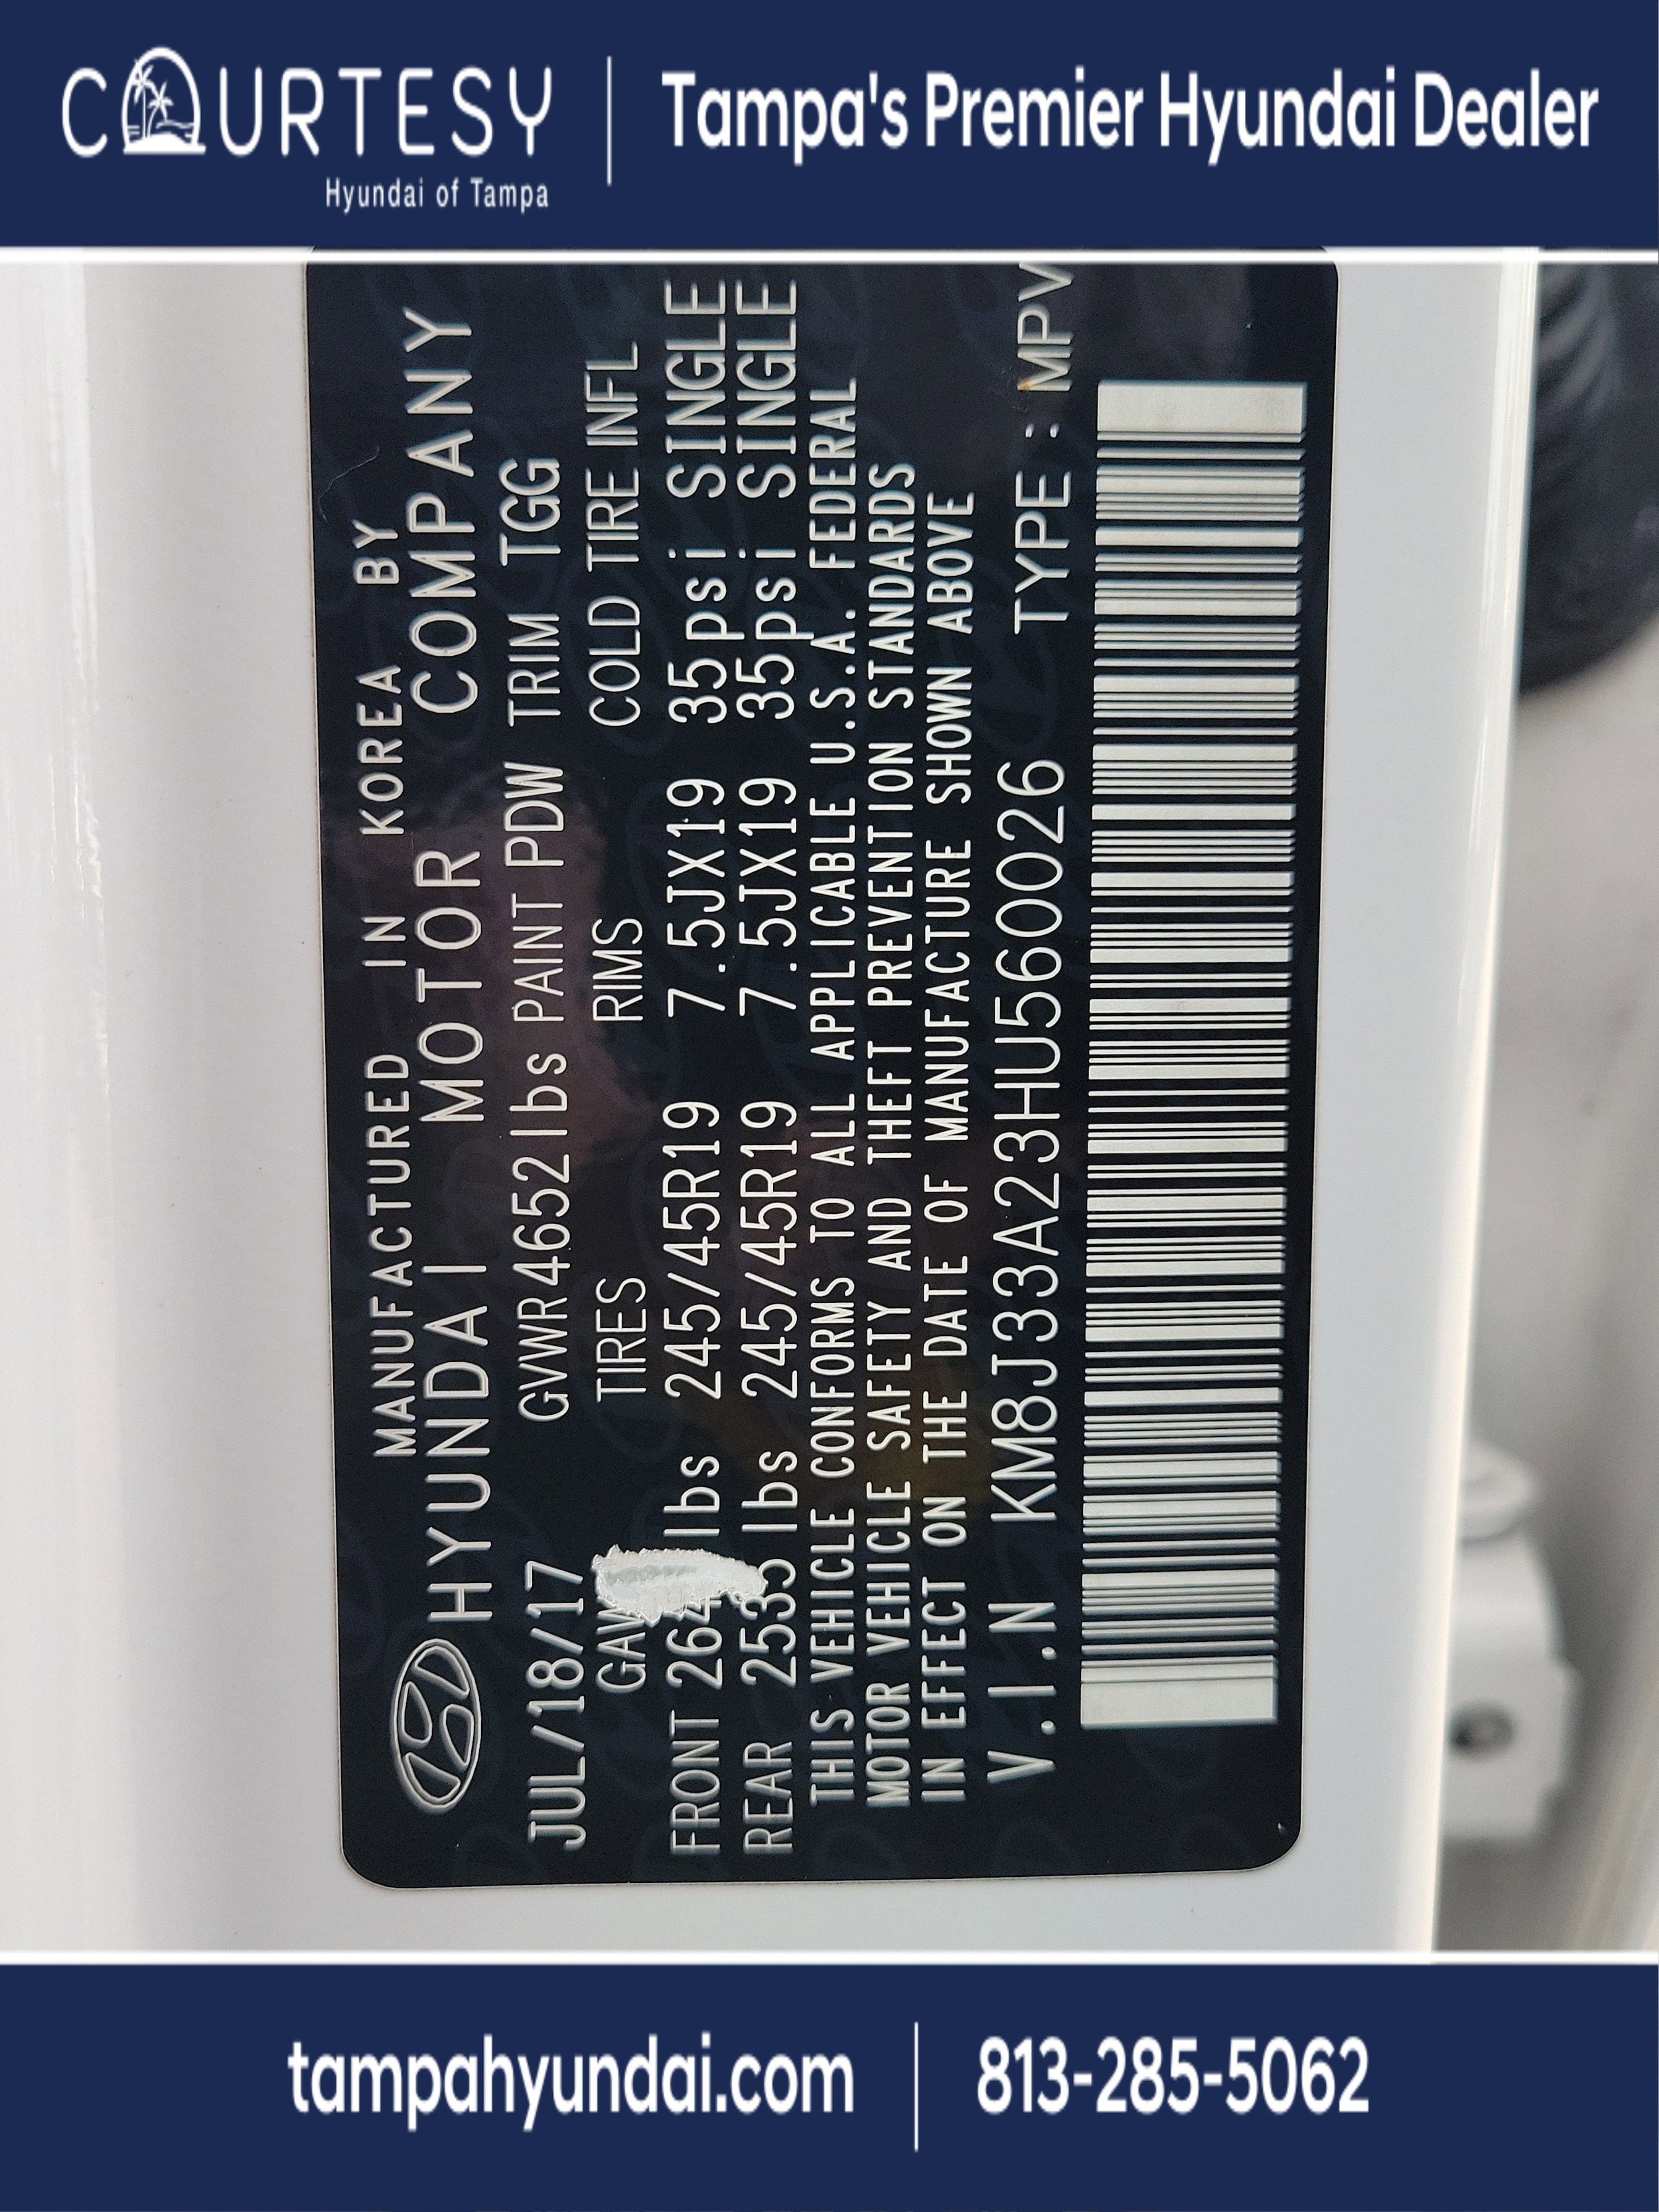 COURTESY
Hyundai of Tampa
Tampa's Premier Hyundai Dealer
MANUFACTURED IN KOREA BY
HYUNDAI MOTOR COMPANY
JUL/18/17 GVWR 4652 lbs PAINT PDW TRIM TGG
TIRES RIMS COLD TIRE INFL
FRONT lbs 245/45R19 7.5JX19 35psi SINGLE
REAR 2535 lbs 245/45R19 7.5JX19 35psi SINGLE
THIS VEHICLE CONFORMS TO ALL APPLICABLE U.S.A. FEDERAL
MOTOR VEHICLE SAFETY AND THEFT PREVENTION STANDARDS
IN EFFECT ON THE DATE OF MANUFACTURE SHOWN ABOVE
V.I.N KM8J33A23HU560026 TYPE : MPV
tampahyundai.com
813-285-5062